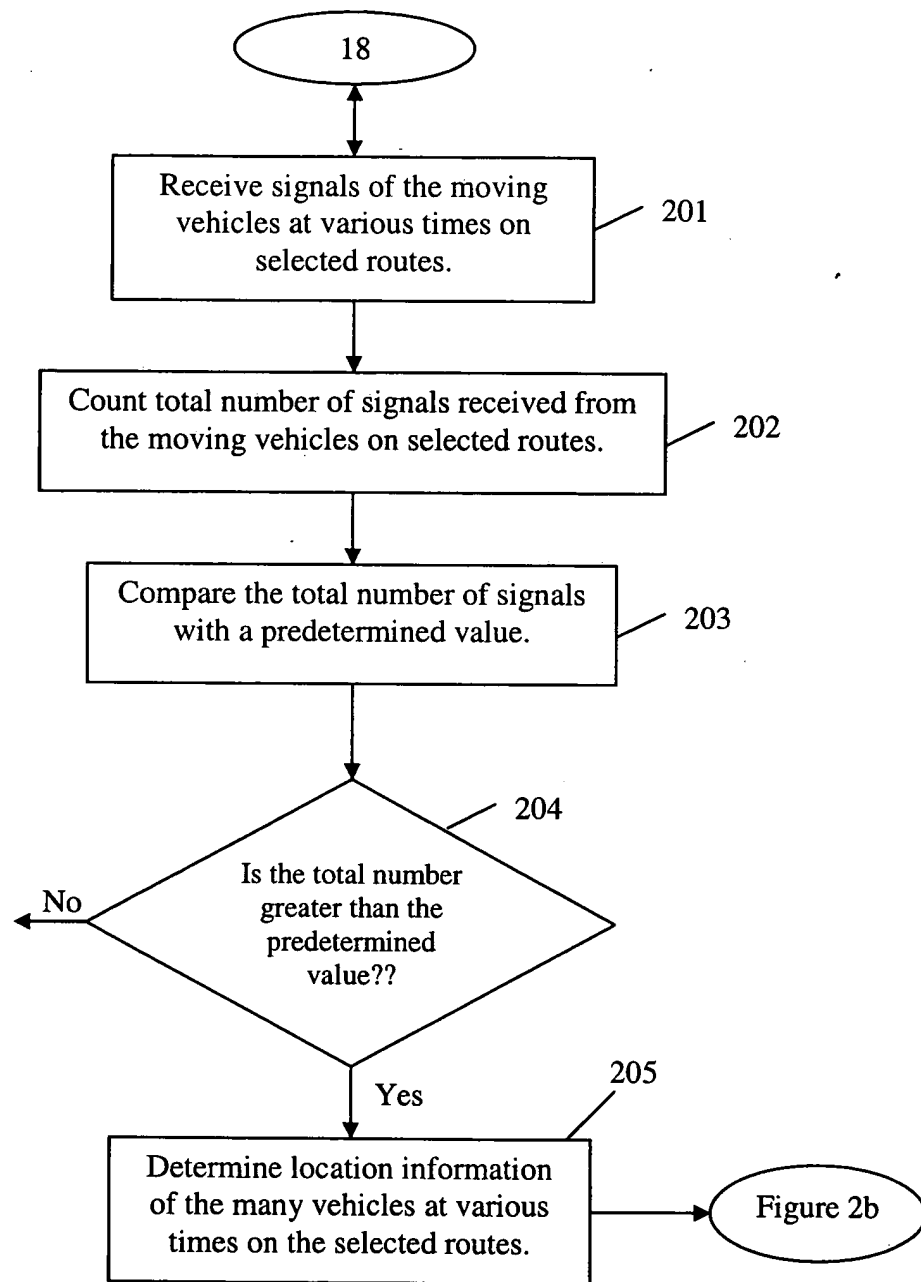 18
Receive signals of the moving
vehicles at various times on
selected routes.
201
Count total number of signals received from
the moving vehicles on selected routes.
202
Compare the total number of signals
with a predetermined value.
203
204
Is the total number
greater than the
predetermined
value??
No
Yes
205
Determine location information
of the many vehicles at various
times on the selected routes.
Figure 2b